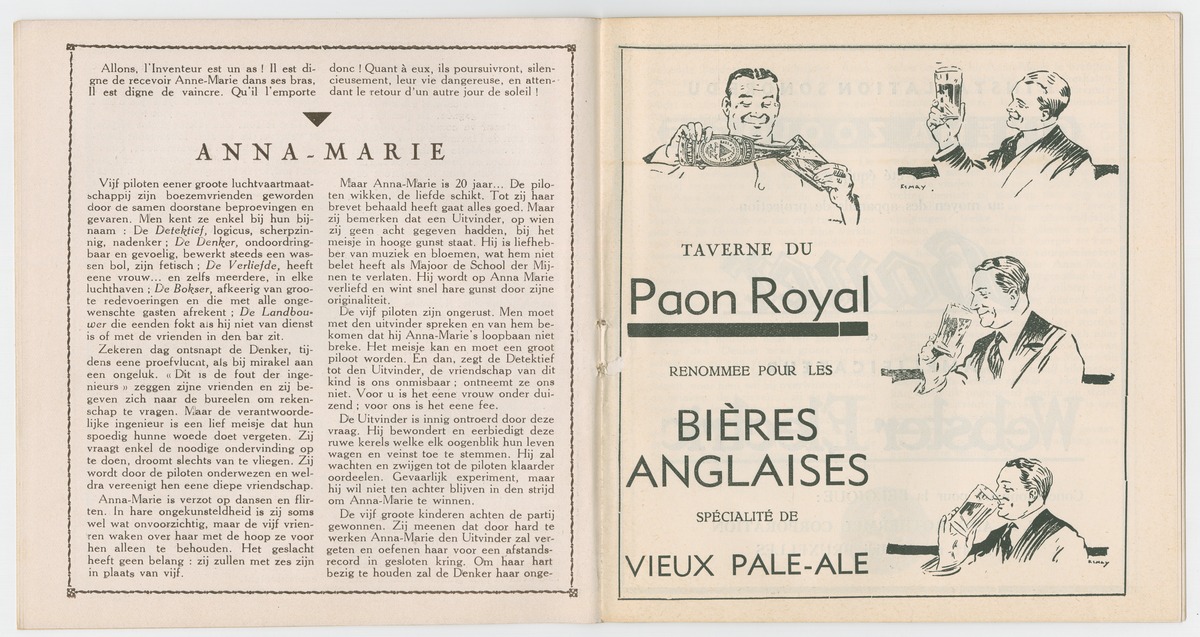 Allons, l'Inventeur est un as ! Il est di-
gne de recevoir Anne-Marie dans ses bras,
Il est digne de vaincre. Qu'il l'emporte
donc ! Quant à eux, ils poursuivront, silen-
cieusement, leur vie dangereuse, en atten-
dant le retour d'un autre jour de soleil !
ANNA-MARIE
Vijf piloten eener groote luchtvaartmaat-
schappij zijn boezemvrienden geworden
door de samen doorstane beproevingen en
gevaren. Men kent ze enkel bij hun bij-
naam : De Detektief, logicus, scherpzin-
nig, nadenker ; De Denker, ondoordring-
baar en gevoelig, bewerkt steeds een was-
sen bol, zijn fetisch ; De Verliefde, heeft
eene vrouw... en zelfs meerdere, in elke
luchthaven ; De Bokser, afkeerig van groo-
te redevoeringen en die met alle onge-
wenschte gasten afrekent ; De Landbou-
wer die eenden fokt als hij niet van dienst
is of met de vrienden in den bar zit.
Zekeren dag ontsnapt de Denker, tij-
dens eene proefvlucht, als bij mirakel aan
een ongeluk. « Dit is de fout der inge-
nieurs » zeggen zijne vrienden en zij be-
geven zich naar de bureelen om reken-
schap te vragen. Maar de verantwoorde-
lijke ingenieur is een lief meisje dat hun
spoedig hunne woede doet vergeten. Zij
vraagt enkel de noodige ondervinding op
te doen, droomt slechts van te vliegen. Zij
wordt door de piloten onderwezen en wel-
dra vereenigt hen eene diepe vriendschap.
Anna-Marie is verzot op dansen en flir-
ten. In hare ongekunsteldheid is zij soms
wel wat onvoorzichtig, maar de vijf vrien-
ren waken over haar met de hoop ze voor
hen alleen te behouden. Het geslacht
heeft geen belang : zij zullen met zes zijn
in plaats van vijf.
Maar Anna-Marie is 20 jaar... De pilo-
ten wikken, de liefde schikt. Tot zij haar
brevet behaald heeft gaat alles goed. Maar
zij bemerken dat een Uitvinder, op wien
zij geen acht gegeven hadden, bij het
meisje in hooge gunst staat. Hij is liefheb-
ber van muziek en bloemen, wat hem niet
belet heeft als Majoor de School der Mij-
nen te verlaten. Hij wordt op Anna Marie
verliefd en wint snel hare gunst door zijne
originaliteit.
De vijf piloten zijn ongerust. Men moet
met den uitvinder spreken en van hem be-
komen dat hij Anna-Marie's loopbaan niet
breke. Het meisje kan en moet een groot
piloot worden. En dan, zegt de Detektief
tot den Uitvinder, de vriendschap van dit
kind is ons onmisbaar ; ontneemt ze ons
niet. Voor u is het eene vrouw onder dui-
zend ; voor ons is het eene fee.
De Uitvinder is innig ontroerd door deze
vraag. Hij bewondert en eerbiedigt deze
ruwe kerels welke elk oogenblik hun leven
wagen en veinst toe te stemmen. Hij zal
wachten en zwijgen tot de piloten klaarder
oordeelen. Gevaarlijk experiment, maar
hij wil niet ten achter blijven in den strijd
om Anna-Marie te winnen.
De vijf groote kinderen achten de partij
gewonnen. Zij meenen dat door hard te
werken Anna-Marie den Uitvinder zal ver-
geten en oefenen haar voor een afstands-
record in gesloten kring. Om haar hart
bezig te houden zal de Denker haar onge-
ELMAY.
TAVERNE DU
Paon Royal
RENOMMEE POUR LES
BIÈRES
ANGLAISES
SPÉCIALITÉ DE
VIEUX PALE-ALE
ELMAY